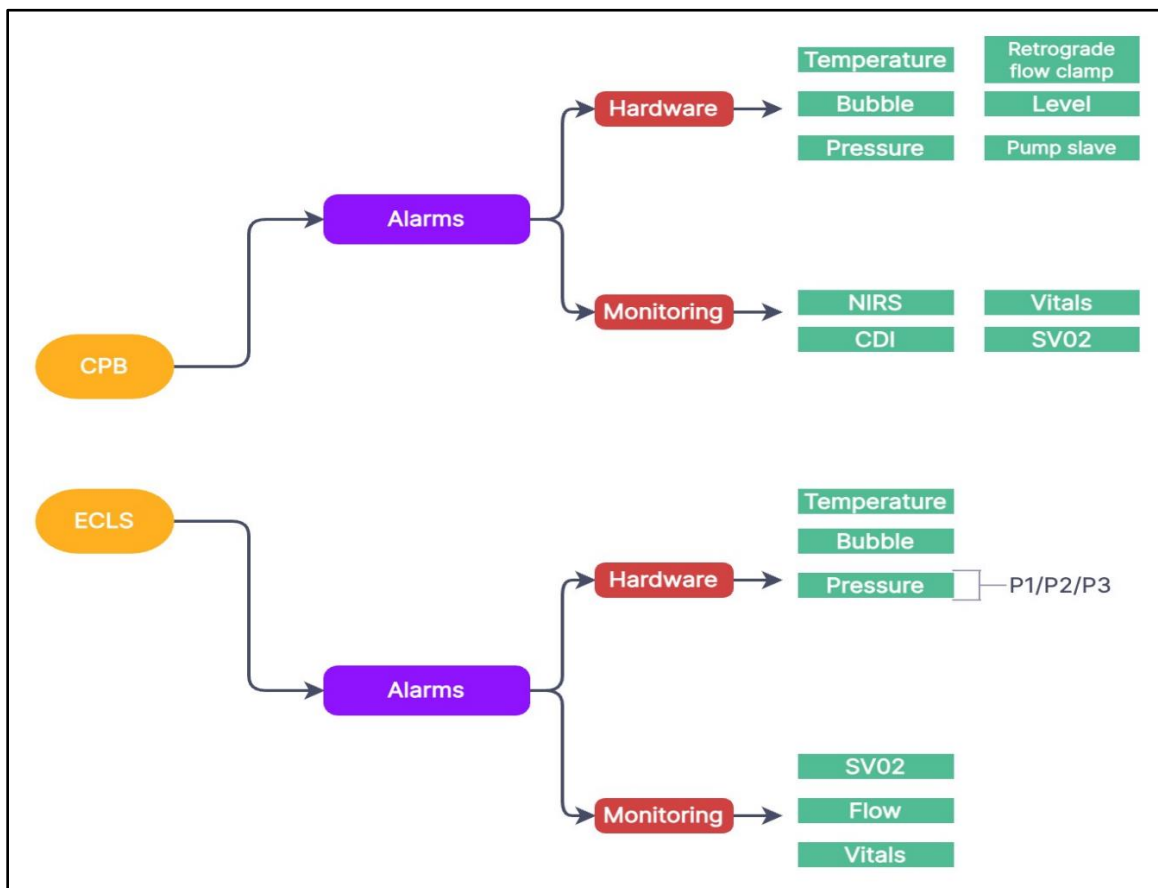 CPB
Alarms
Hardware
Temperature
Retrograde
flow clamp
Bubble
Level
Pressure
Pump slave
Monitoring
NIRS
Vitals
CDI
SV02
ECLS
Alarms
Hardware
Temperature
Bubble
Pressure
P1/P2/P3
Monitoring
SV02
Flow
Vitals